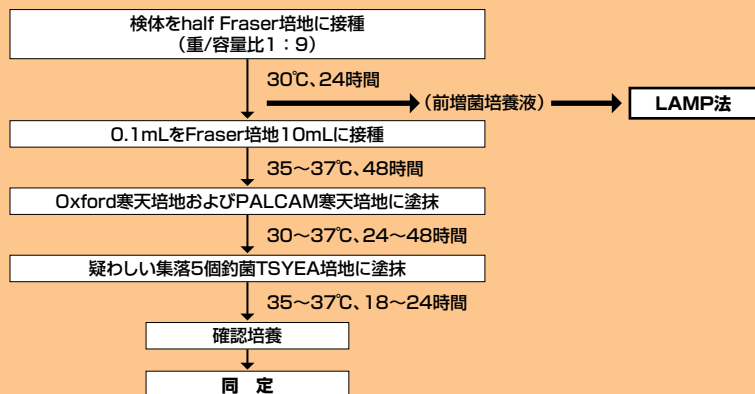 検体をhalf Fraser培地に接種
（重/容量比1：9）
30℃、24時間
（前増菌培養液）
LAMP法
0.1mLをFraser培地10mLに接種
35〜37℃、48時間
Oxford寒天培地およびPALCAM寒天培地に塗抹
30〜37℃、24〜48時間
疑わしい集落5個釣菌TSYEA培地に塗抹
35〜37℃、18〜24時間
確認培養
同　定